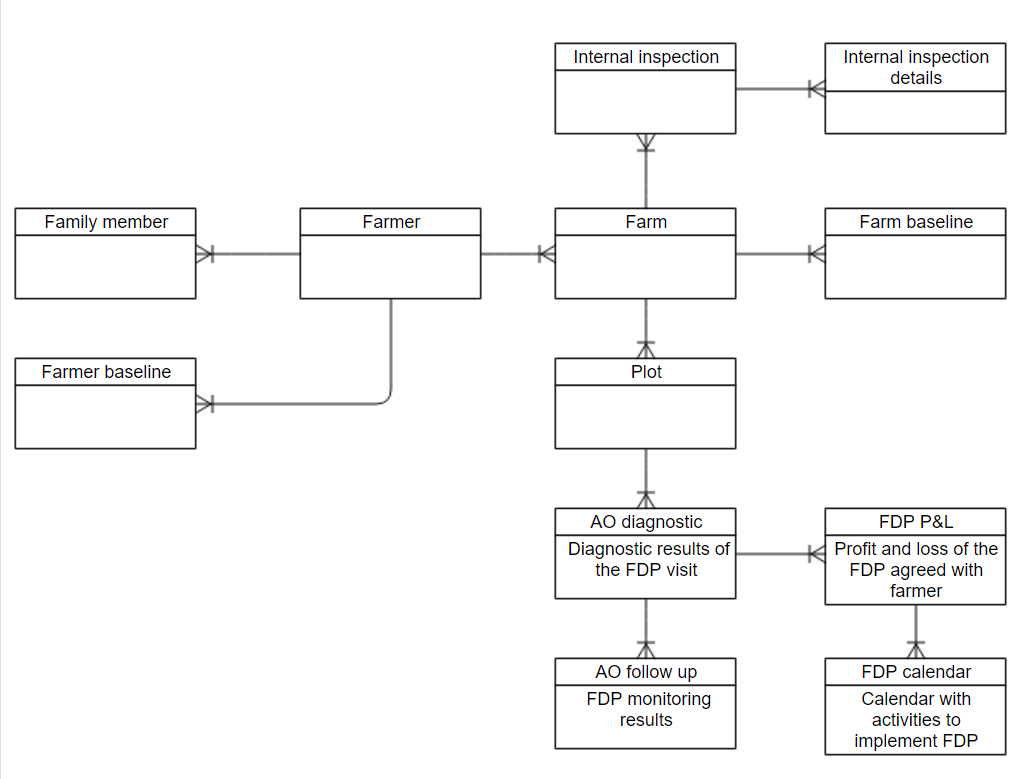 Internal inspection
Internal inspection
details
Family member
Farmer
Farm
Farm baseline
Farmer baseline
Plot
AO diagnostic
Diagnostic results of
the FDP visit
FDP P&L
Profit and loss of the
FDP agreed with
farmer
AO follow up
FDP monitoring
results
FDP calendar
Calendar with
activities to
implement FDP